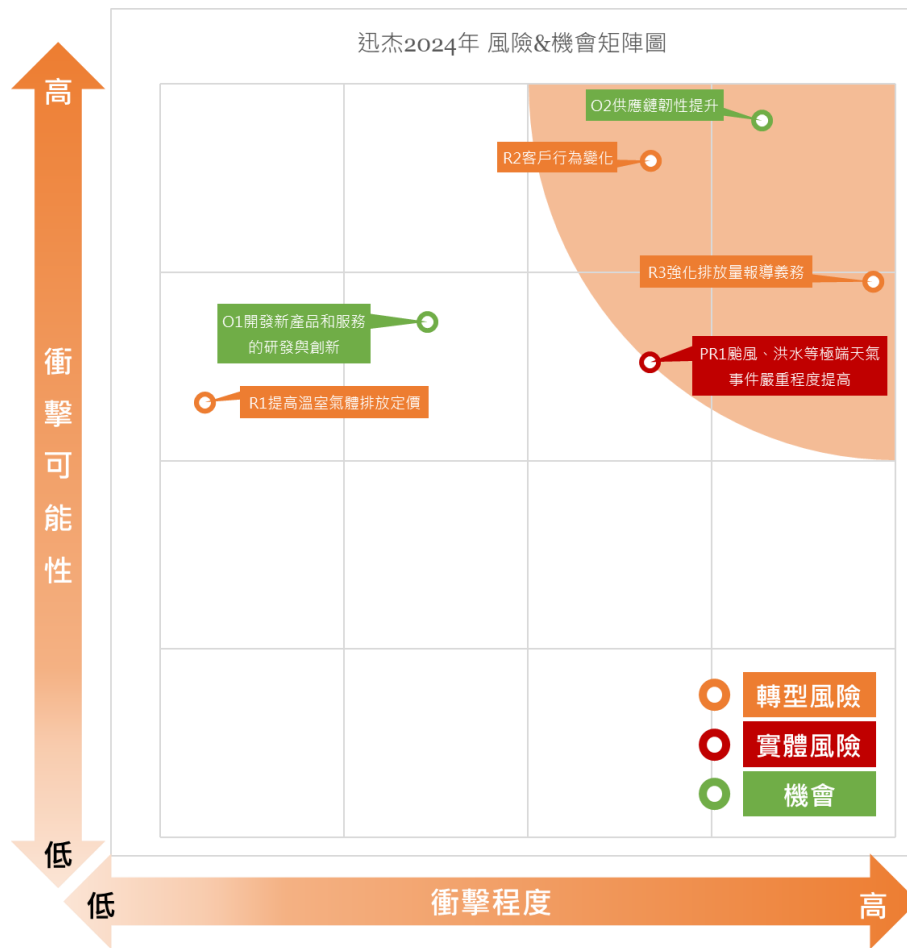 迅杰2024年 風險&機會矩陣圖
高
衝擊可能性
低
O2供應鏈韌性提升
R2客戶行為變化
R3強化排放量報導義務
O1開發新產品和服務
的研發與創新
PR1颱風、洪水等極端天氣
事件嚴重程度提高
R1提高溫室氣體排放定價
轉型風險
實體風險
機會
低
衝擊程度
高